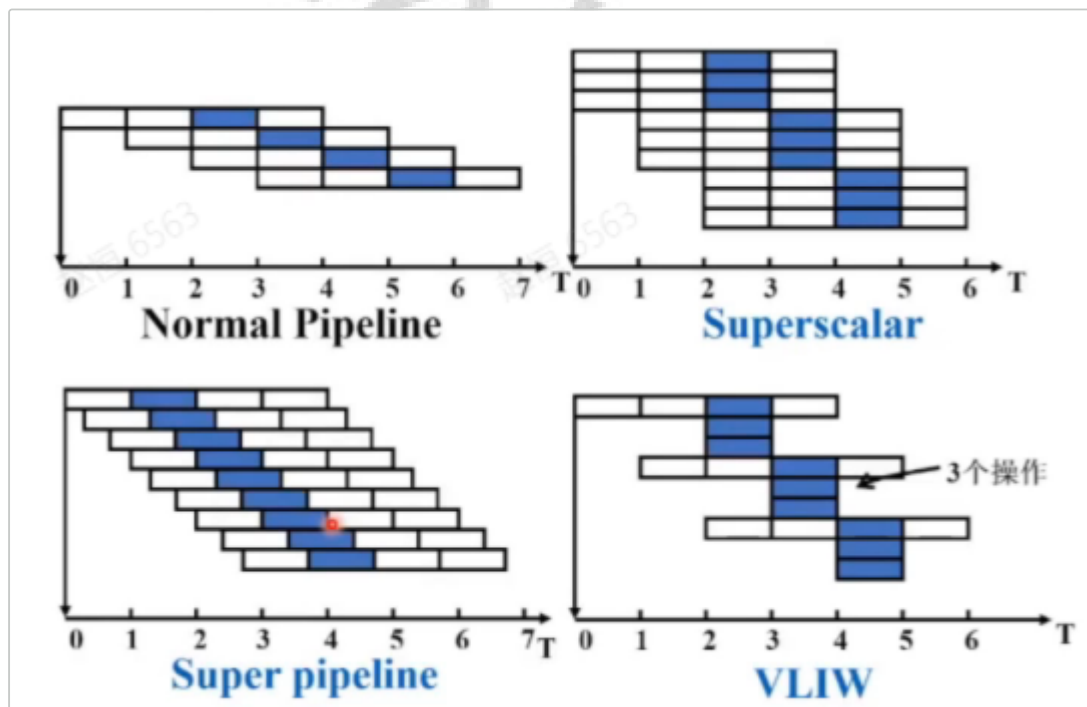 0 1 2 3 4 5 6 7 T
Normal Pipeline
0 1 2 3 4 5 6 T
Superscalar
0 1 2 3 4 5 6 7 T
Super pipeline
3个操作
0 1 2 3 4 5 6 T
VLIW